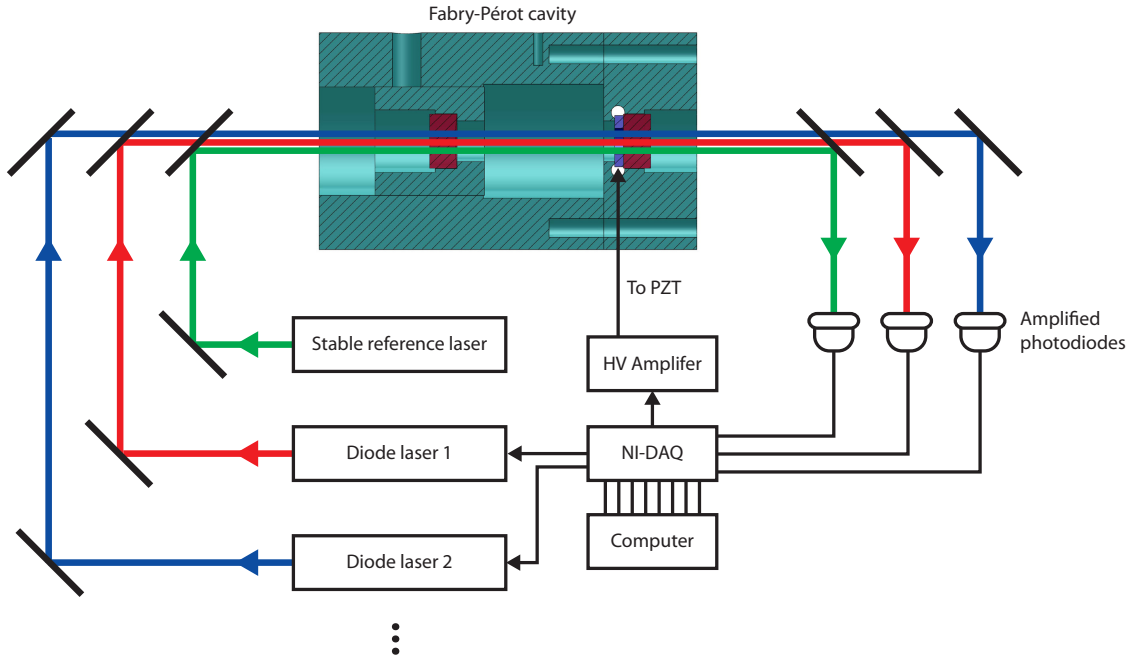 Fabry-Pérot cavity
To PZT
Stable reference laser
HV Amplifer
Amplified
photodiodes
Diode laser 1
NI-DAQ
Computer
Diode laser 2